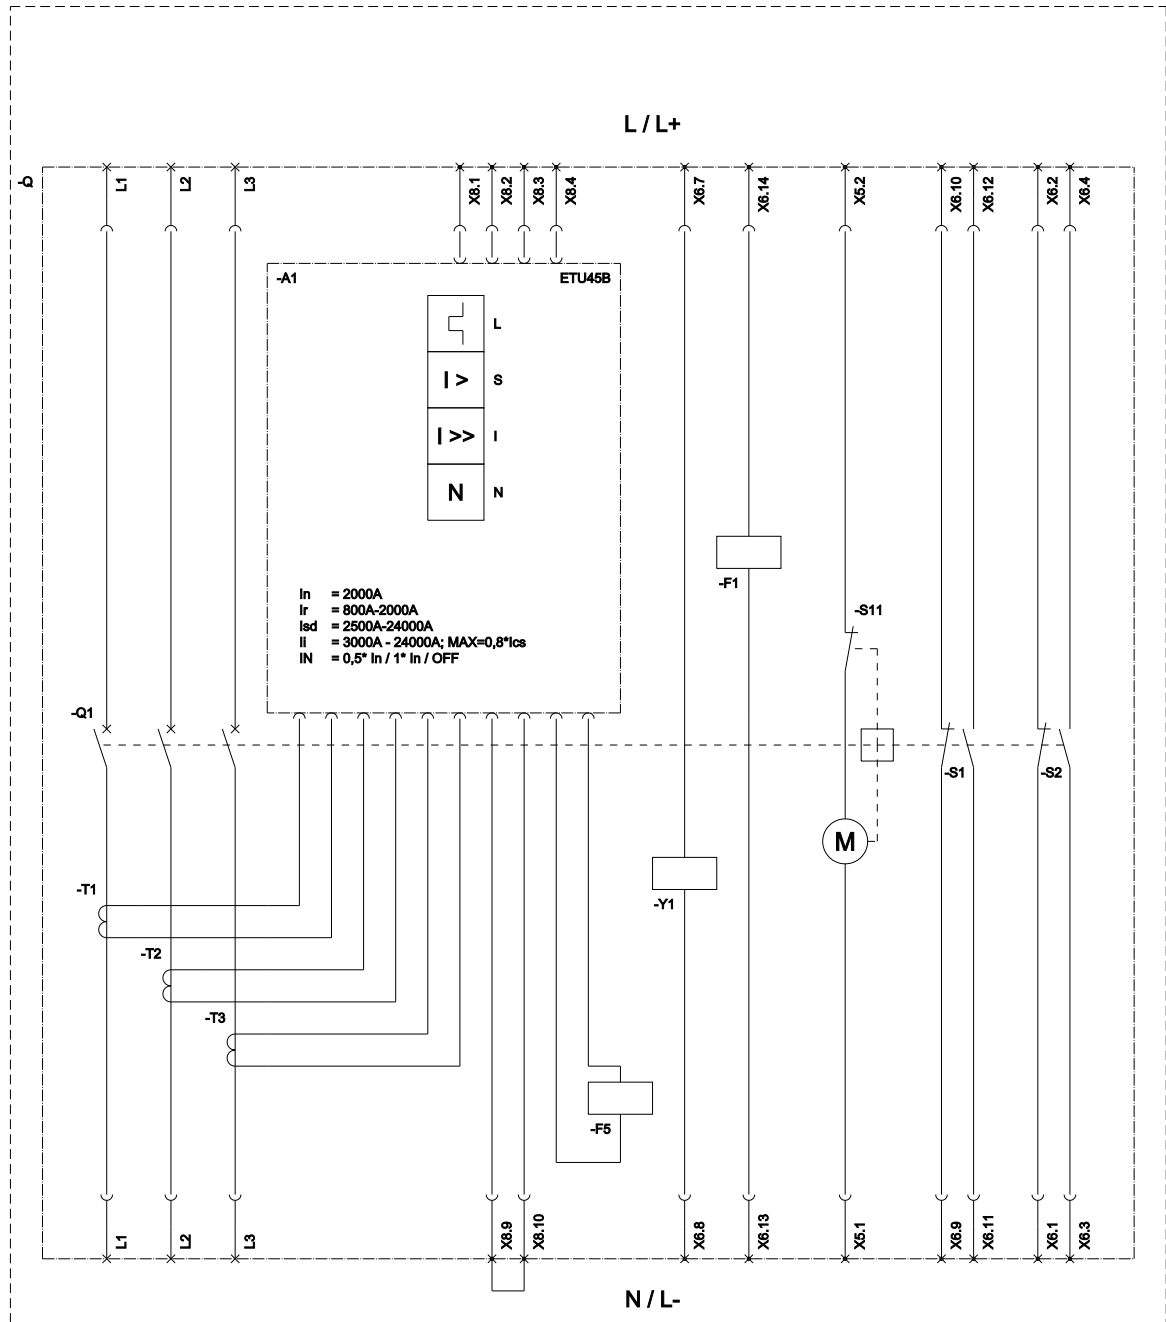 L / L+
-Q
L1
L2
L3
X8.1
X8.2
X8.3
X8.4
X6.7
X6.14
X5.2
X6.10
X6.12
X6.2
X6.4
-A1 ETU45B
L
I > S
I >> I
N N
-F1
In = 2000A
Ir = 800A-2000A
Isd = 2500A-24000A
Ii = 3000A - 24000A; MAX=0,8*Ics
IN = 0,5* In / 1* In / OFF
-S11
-Q1
-S1
-S2
M
-T1
-Y1
-T2
-T3
-F5
L1
L2
L3
X8.9
X8.10
X6.8
X6.13
X5.1
X6.9
X6.11
X6.1
X6.3
N / L-